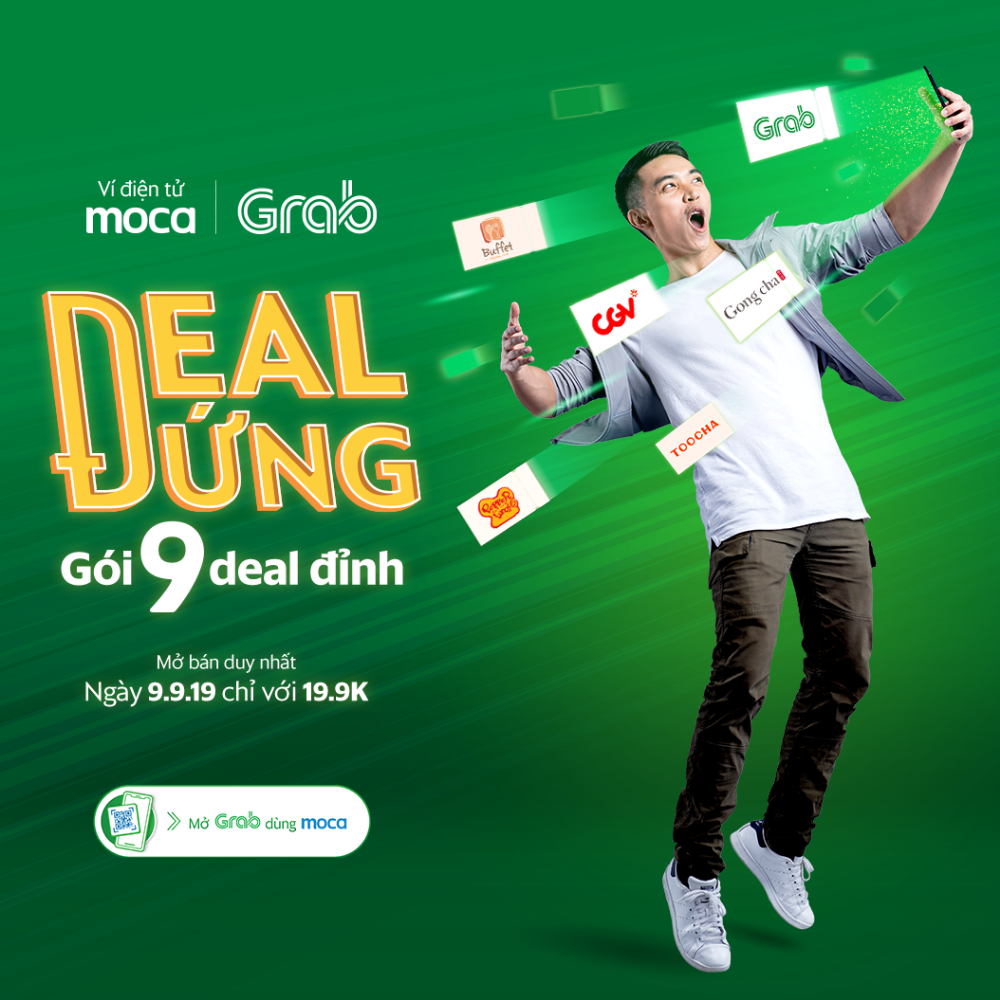 Ví điện tử
moca
Grab
DEAL
ĐỨNG
Gói 9 deal đỉnh
Mở bán duy nhất
Ngày 9.9.19 chỉ với 19.9K
Mở Grab dùng moca
Grab
Buffet
CGV
Gong cha
TOOCHA